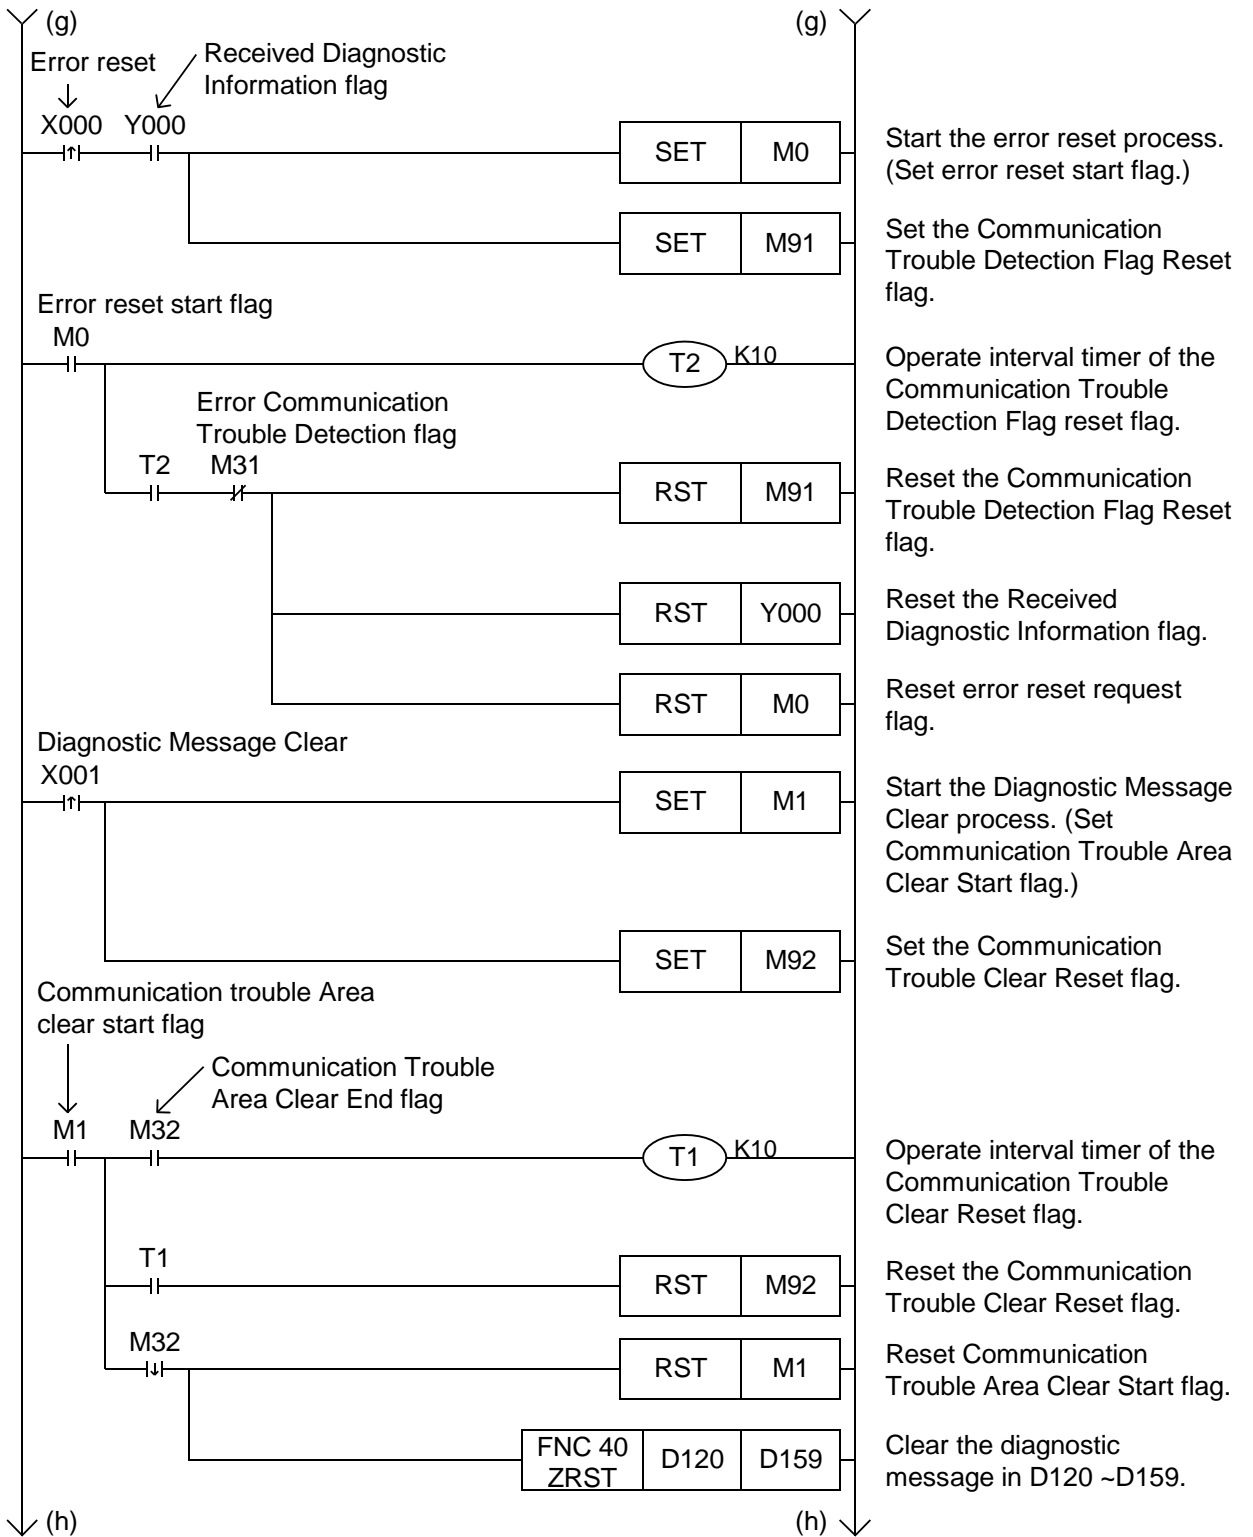 (g) (g)
Error reset
Received Diagnostic
Information flag
X000 Y000
SET M0
Start the error reset process.
(Set error reset start flag.)
SET M91
Set the Communication
Trouble Detection Flag Reset
flag.
Error reset start flag
M0
T2 K10
Operate interval timer of the
Communication Trouble
Detection Flag reset flag.
Error Communication
Trouble Detection flag
T2 M31
RST M91
Reset the Communication
Trouble Detection Flag Reset
flag.
RST Y000
Reset the Received
Diagnostic Information flag.
RST M0
Reset error reset request
flag.
Diagnostic Message Clear
X001
SET M1
Start the Diagnostic Message
Clear process. (Set
Communication Trouble Area
Clear Start flag.)
SET M92
Set the Communication
Trouble Clear Reset flag.
Communication trouble Area
clear start flag
Communication Trouble
Area Clear End flag
M1 M32
T1 K10
Operate interval timer of the
Communication Trouble
Clear Reset flag.
T1
RST M92
Reset the Communication
Trouble Clear Reset flag.
M32
RST M1
Reset Communication
Trouble Area Clear Start flag.
FNC 40
ZRST D120 D159
Clear the diagnostic
message in D120 ~D159.
(h) (h)